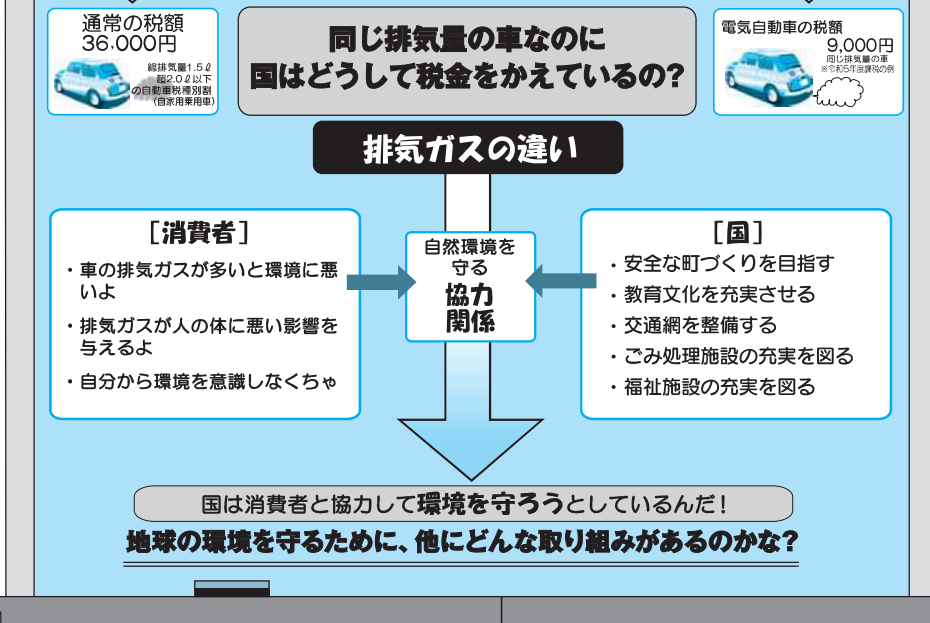 通常の税額
36,000円
総排気量1.5ℓ
超2.0ℓ以下
の自動車税種別割
(自家用乗用車)
同じ排気量の車なのに
国はどうして税金をかえているの?
電気自動車の税額
9,000円
同じ排気量の車
※令和5年度課税の例
排気ガスの違い
[消費者]
・車の排気ガスが多いと環境に悪
いよ
・排気ガスが人の体に悪い影響を
与えるよ
・自分から環境を意識しなくちゃ
自然環境を
守る
協力
関係
[国]
・安全な町づくりを目指す
・教育文化を充実させる
・交通網を整備する
・ごみ処理施設の充実を図る
・福祉施設の充実を図る
国は消費者と協力して環境を守ろうとしているんだ!
地球の環境を守るために、他にどんな取り組みがあるのかな?